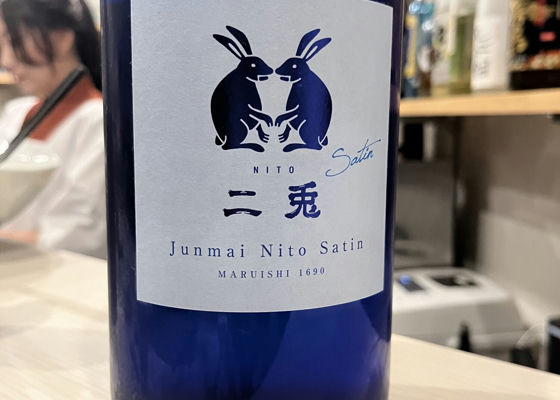 NITO
Satin
二兎
Junmai Nito Satin
MARUISHI 1690